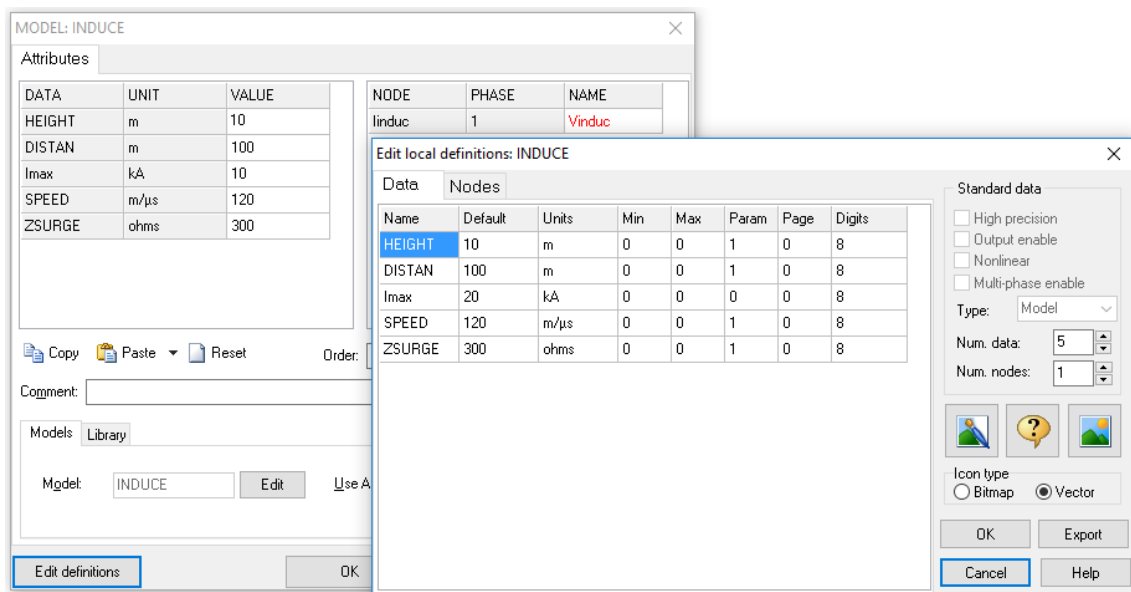 MODEL: INDUCE
Attributes
DATA UNIT VALUE
HEIGHT m 10
DISTAN m 100
Imax kA 10
SPEED m/µs 120
ZSURGE ohms 300
NODE PHASE NAME
Iinduc 1 Vinduc
Copy Paste Reset Order:
Comment:
Models Library
Model: INDUCE Edit Use A
Edit definitions OK
Edit local definitions: INDUCE
Data Nodes
Name Default Units Min Max Param Page Digits
HEIGHT 10 m 0 0 1 0 8
DISTAN 100 m 0 0 1 0 8
Imax 20 kA 0 0 0 0 8
SPEED 120 m/µs 0 0 1 0 8
ZSURGE 300 ohms 0 0 1 0 8
Standard data
High precision
Output enable
Nonlinear
Multi-phase enable
Type: Model
Num. data: 5
Num. nodes: 1
Icon type
Bitmap Vector
OK Export
Cancel Help